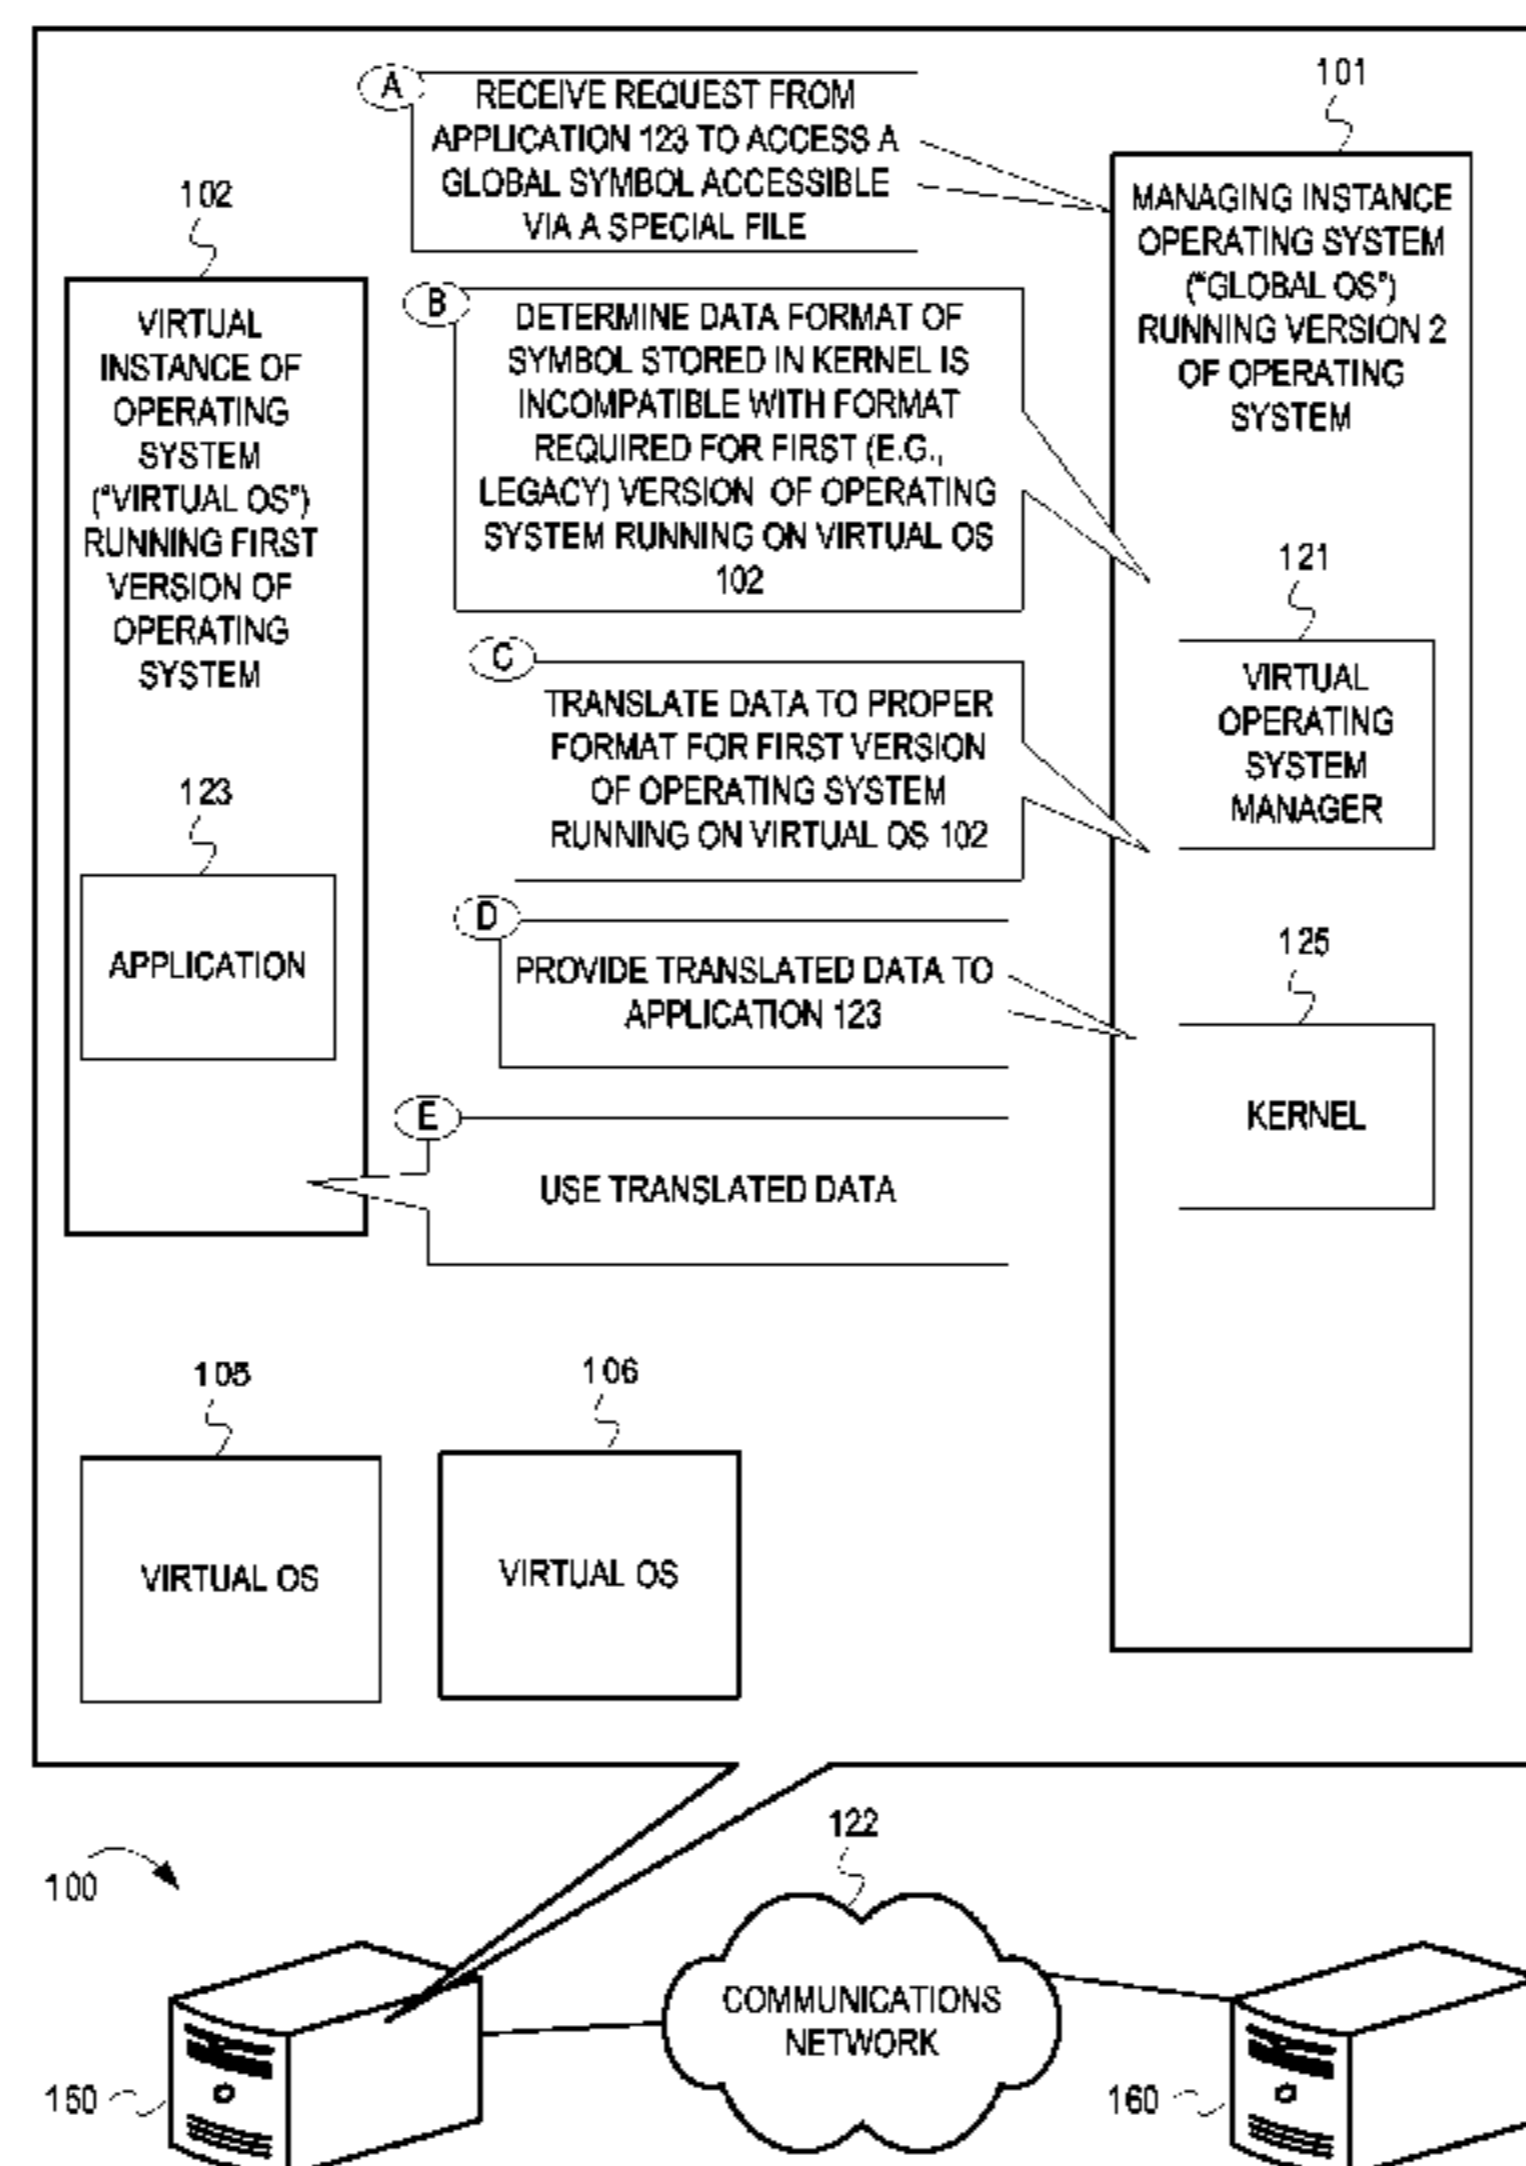 A
RECEIVE REQUEST FROM
APPLICATION 123 TO ACCESS A
GLOBAL SYMBOL ACCESSIBLE
VIA A SPECIAL FILE
101
MANAGING INSTANCE
OPERATING SYSTEM
("GLOBAL OS")
RUNNING VERSION 2
OF OPERATING
SYSTEM
102
VIRTUAL
INSTANCE OF
OPERATING
SYSTEM
("VIRTUAL OS")
RUNNING FIRST
VERSION OF
OPERATING
SYSTEM
B
DETERMINE DATA FORMAT OF
SYMBOL STORED IN KERNEL IS
INCOMPATIBLE WITH FORMAT
REQUIRED FOR FIRST (E.G.,
LEGACY) VERSION OF OPERATING
SYSTEM RUNNING ON VIRTUAL OS
102
121
VIRTUAL
OPERATING
SYSTEM
MANAGER
C
TRANSLATE DATA TO PROPER
FORMAT FOR FIRST VERSION
OF OPERATING SYSTEM
RUNNING ON VIRTUAL OS 102
123
APPLICATION
D
PROVIDE TRANSLATED DATA TO
APPLICATION 123
125
KERNEL
E
USE TRANSLATED DATA
105
VIRTUAL OS
106
VIRTUAL OS
100
122
COMMUNICATIONS
NETWORK
150
160